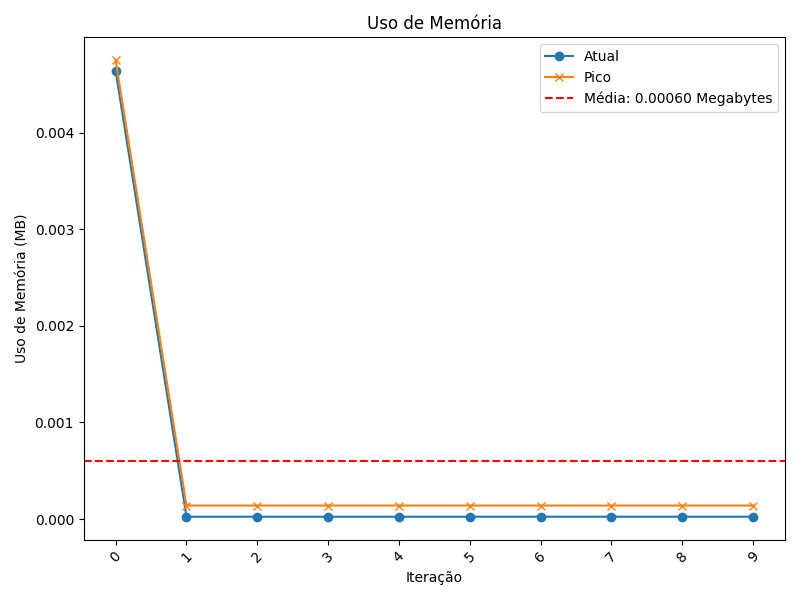 Uso de Memória
Atual
Pico
Média: 0.00060 Megabytes
Uso de Memória (MB)
0.004
0.003
0.002
0.001
0.000
0 1 2 3 4 5 6 7 8 9
Iteração